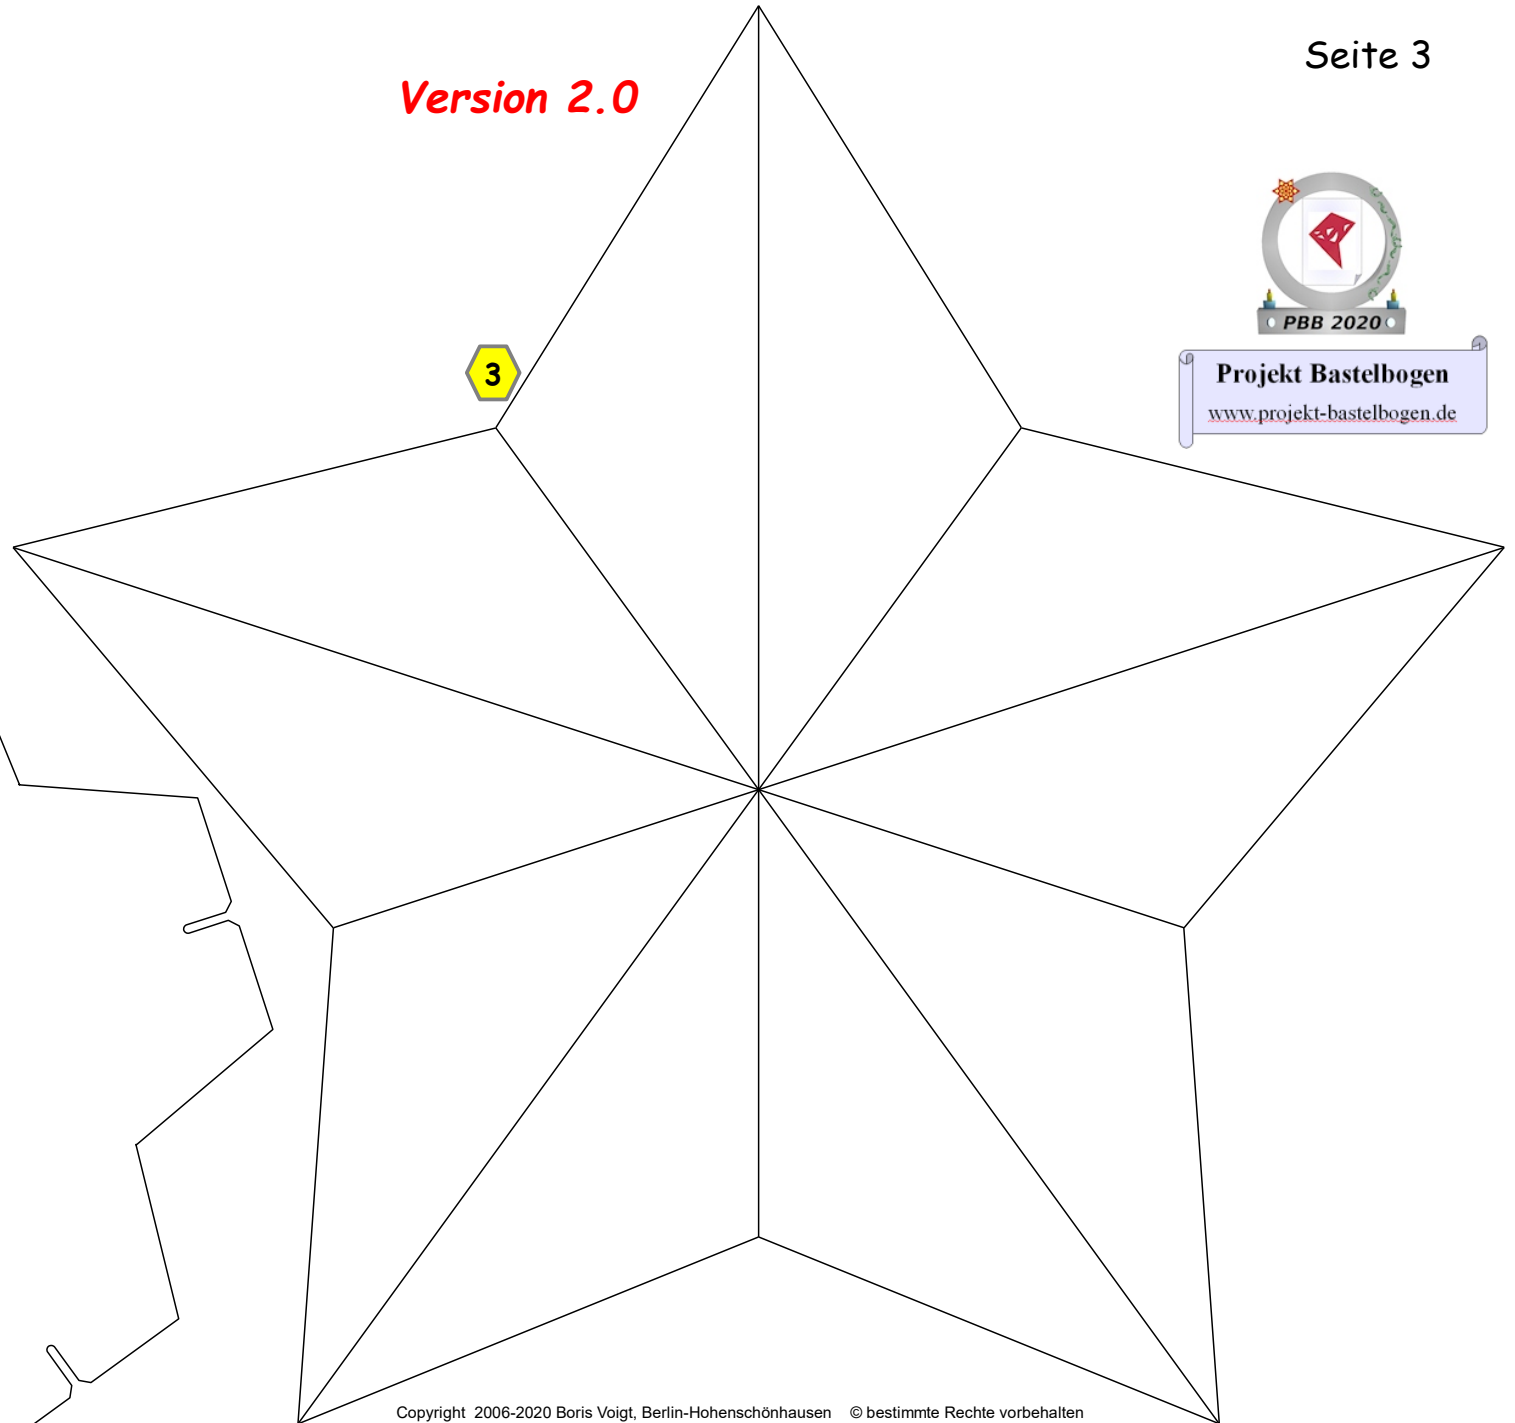 Seite 3
Version 2.0
PBB 2020
3
Projekt Bastelbogen
www.projekt-bastelbogen.de
Copyright 2006-2020 Boris Voigt, Berlin-Hohenschönhausen © bestimmte Rechte vorbehalten